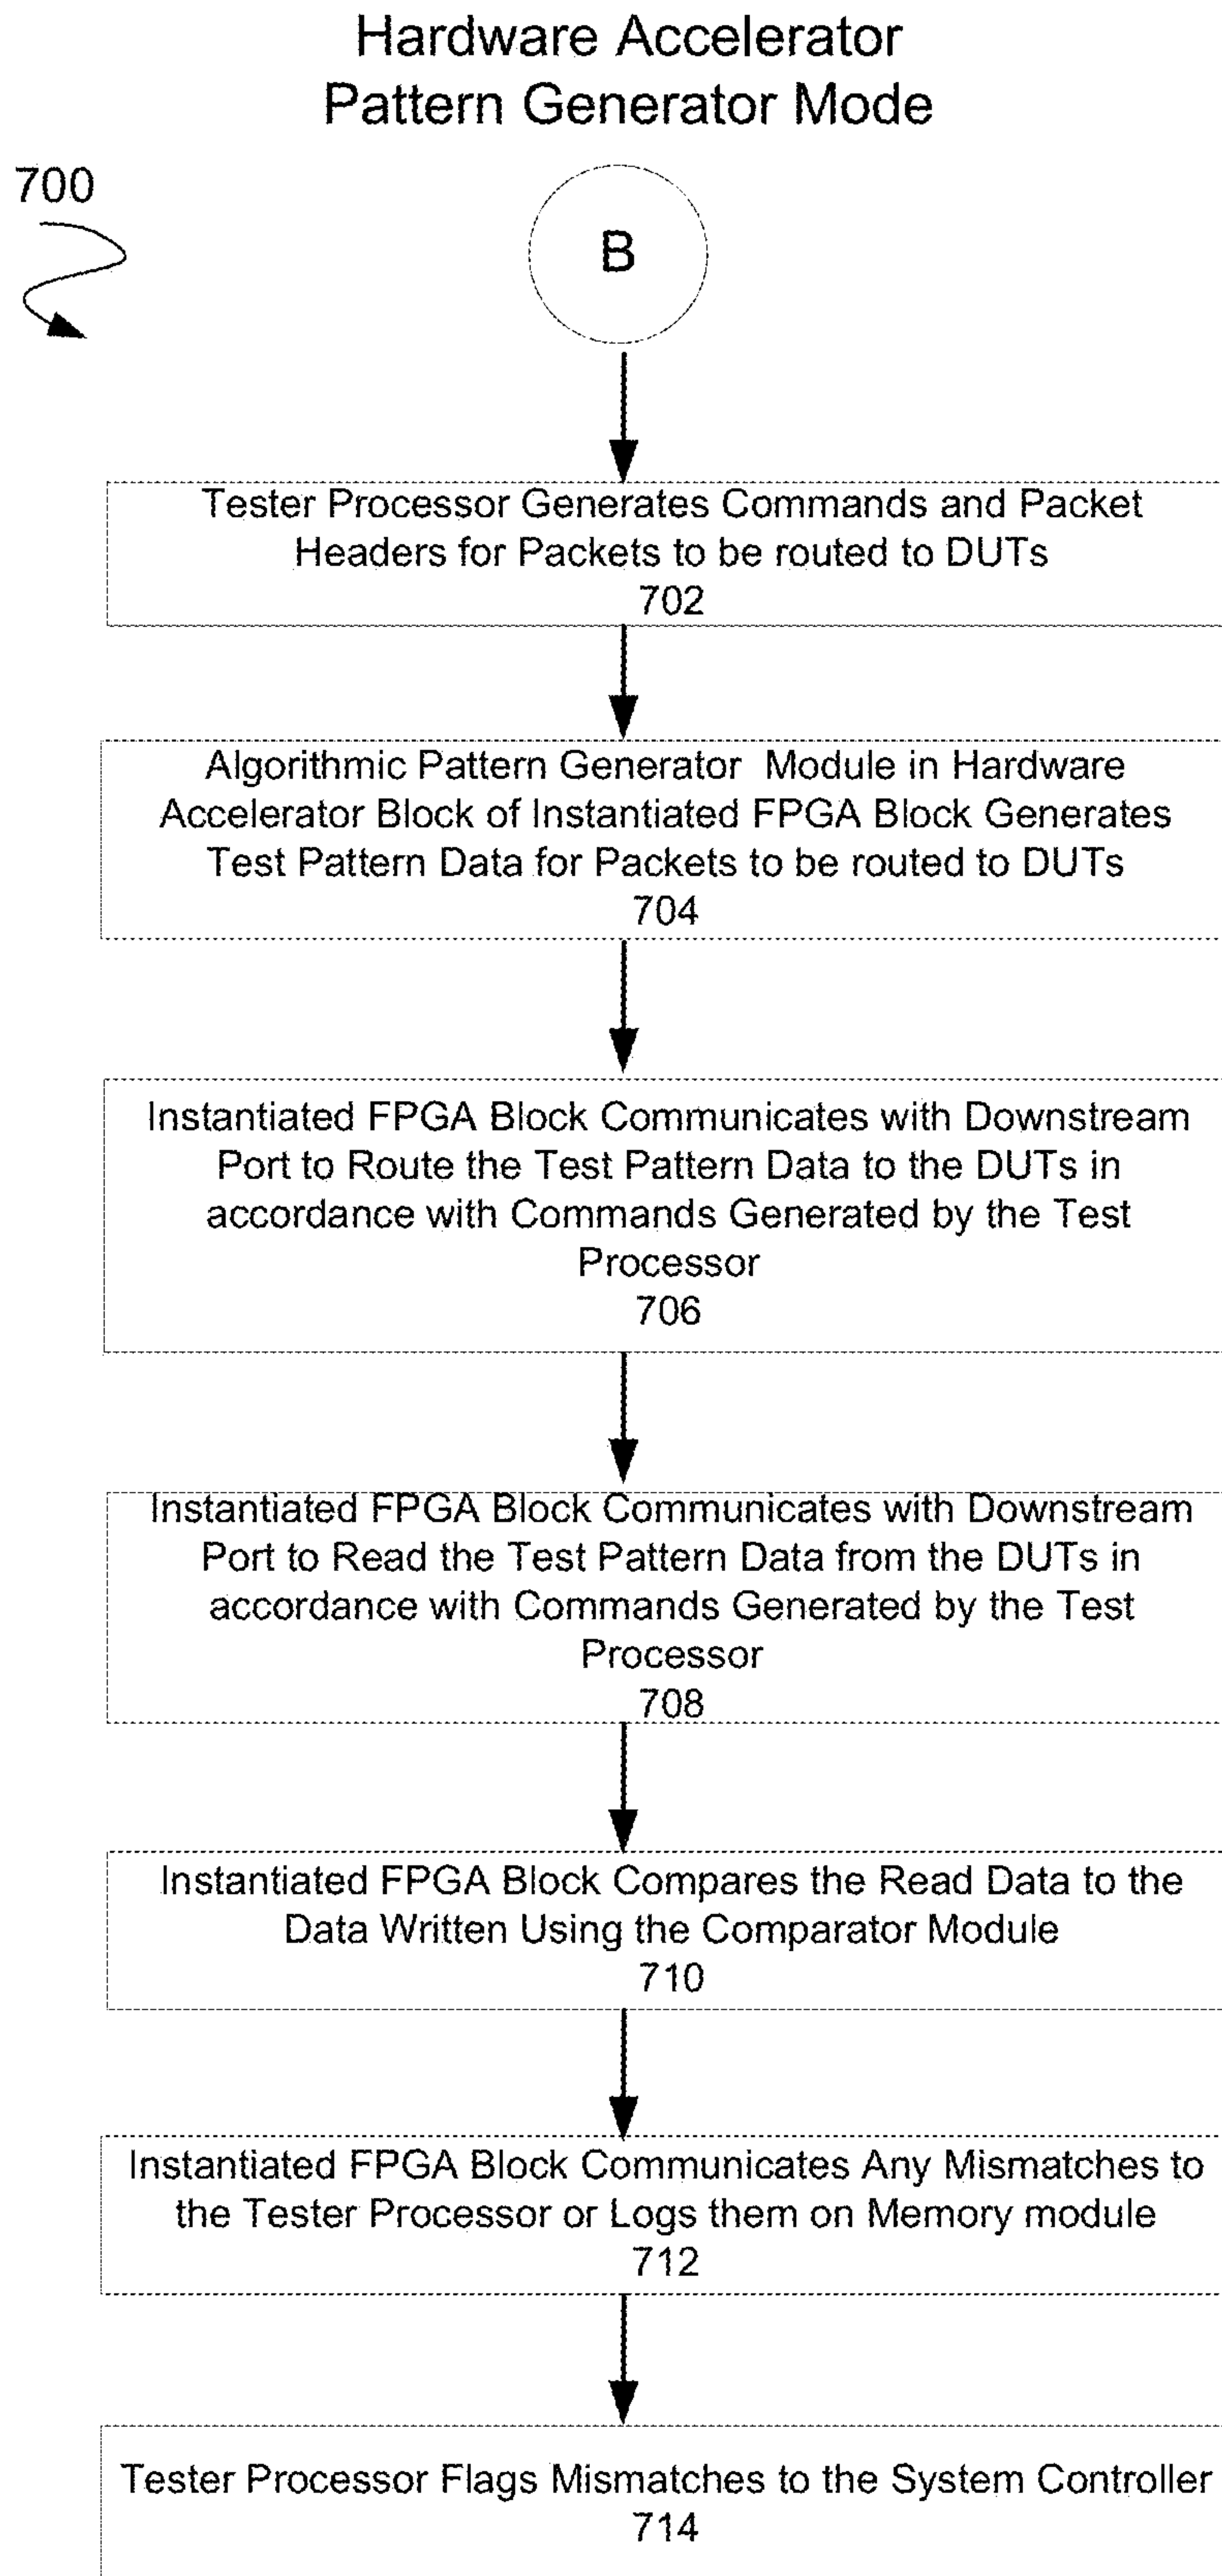 Hardware Accelerator
Pattern Generator Mode
700
B
Tester Processor Generates Commands and Packet
Headers for Packets to be routed to DUTs
702
Algorithmic Pattern Generator Module in Hardware
Accelerator Block of Instantiated FPGA Block Generates
Test Pattern Data for Packets to be routed to DUTs
704
Instantiated FPGA Block Communicates with Downstream
Port to Route the Test Pattern Data to the DUTs in
accordance with Commands Generated by the Test
Processor
706
Instantiated FPGA Block Communicates with Downstream
Port to Read the Test Pattern Data from the DUTs in
accordance with Commands Generated by the Test
Processor
708
Instantiated FPGA Block Compares the Read Data to the
Data Written Using the Comparator Module
710
Instantiated FPGA Block Communicates Any Mismatches to
the Tester Processor or Logs them on Memory module
712
Tester Processor Flags Mismatches to the System Controller
714